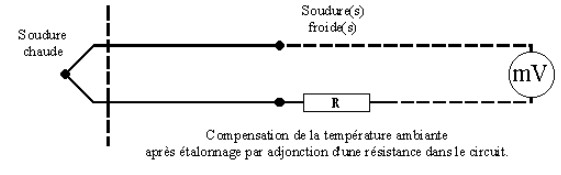 Soudure(s)
froide(s)
Soudure
chaude
mV
R
Compensation de la température ambiante
après étalonnage par adjonction d'une résistance dans le circuit.